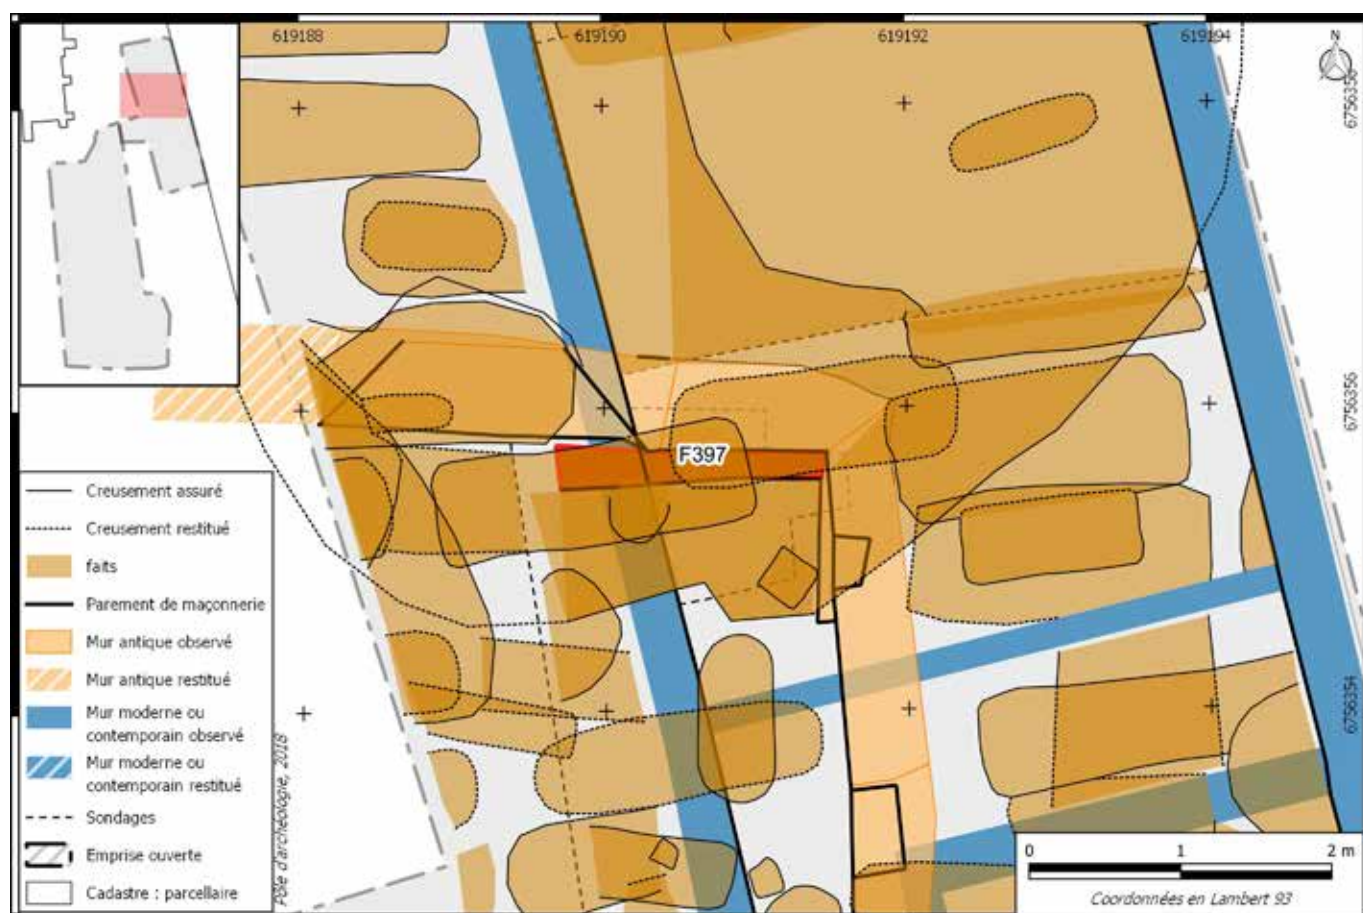 619188
619190
619192
619194
N
6756358
6756356
6756354
F397
Creusement assuré
Creusement restitué
faits
Parement de maçonnerie
Mur antique observé
Mur antique restitué
Mur moderne ou
contemporain observé
Mur moderne ou
contemporain restitué
Sondages
Emprise ouverte
Cadastre : parcellaire
Pôle d'archéologie, 2018
0
1
2 m
Coordonnées en Lambert 93